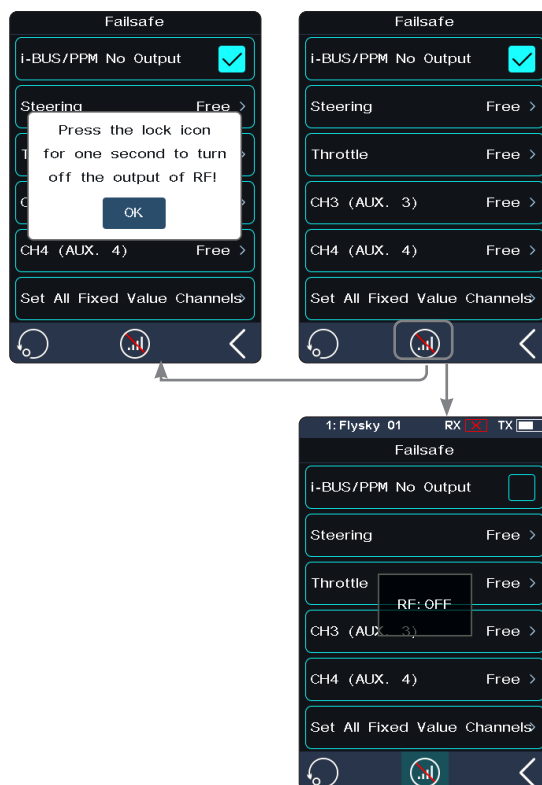 Failsafe
i-BUS/PPM No Output
Steering Free >
Press the lock icon
for one second to turn
off the output of RF!
OK
CH4 (AUX. 4) Free >
Set All Fixed Value Channels>
Failsafe
i-BUS/PPM No Output
Steering Free >
Throttle Free >
CH3 (AUX. 3) Free >
CH4 (AUX. 4) Free >
Set All Fixed Value Channels>
1:Flysky 01 RX TX
Failsafe
i-BUS/PPM No Output
Steering Free >
Throttle Free >
RF:OFF
CH3 (AUX. 3) Free >
CH4 (AUX. 4) Free >
Set All Fixed Value Channels>